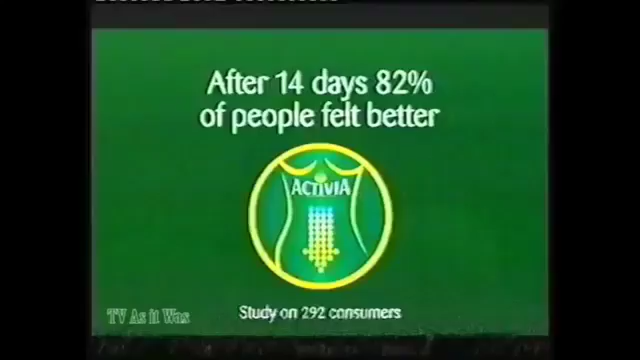 After 14 days 82%
of people felt better
ACTIVIA
Study on 292 consumers
TV As it Was